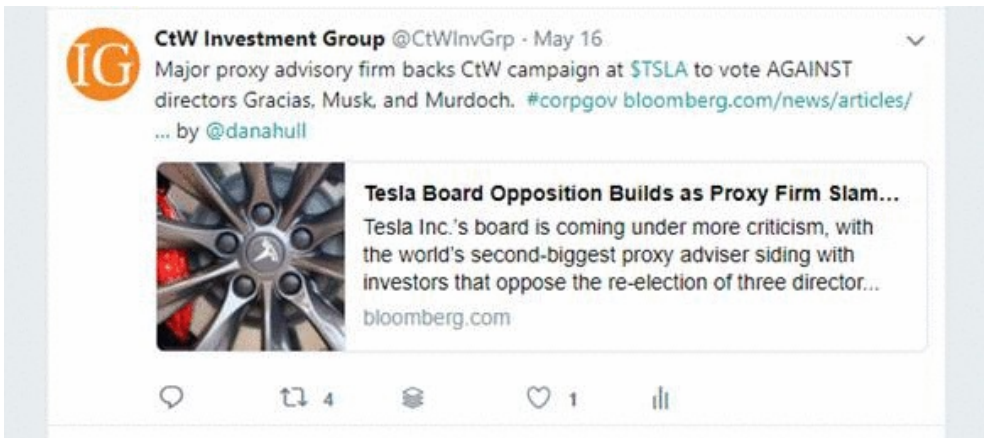 IG
CtW Investment Group @CtWInvGrp · May 16
Major proxy advisory firm backs CtW campaign at $TSLA to vote AGAINST
directors Gracias, Musk, and Murdoch. #corpgov bloomberg.com/news/articles/
... by @danahull
Tesla Board Opposition Builds as Proxy Firm Slam...
Tesla Inc.'s board is coming under more criticism, with
the world's second-biggest proxy adviser siding with
investors that oppose the re-election of three director...
bloomberg.com
4 1